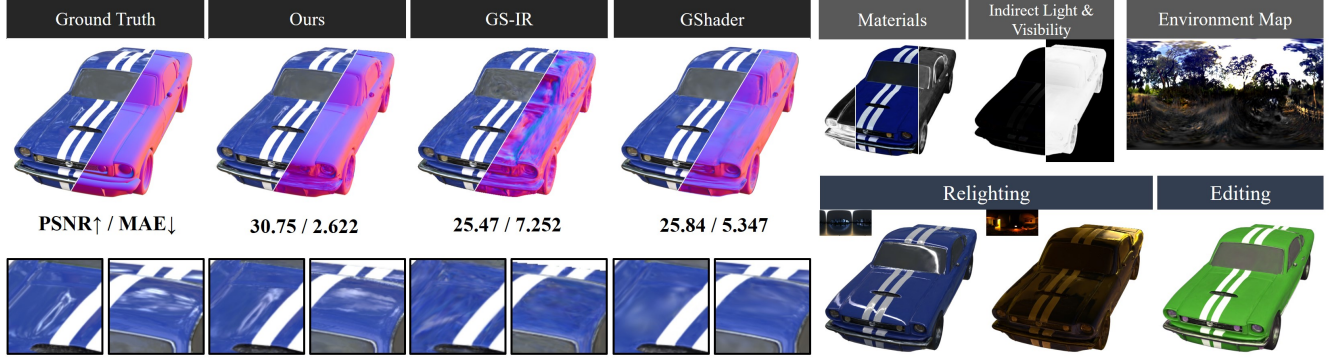 Ground Truth
Ours
GS-IR
GShader
Materials
Indirect Light &
Visibility
Environment Map
PSNR↑ / MAE↓
30.75 / 2.622
25.47 / 7.252
25.84 / 5.347
Relighting
Editing